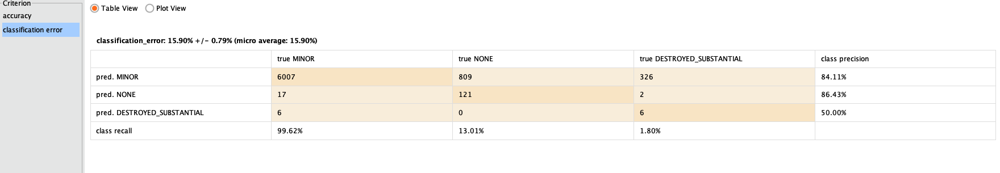 Criterion
accuracy
classification error
Table View Plot View
classification_error: 15.90% +/- 0.79% (micro average: 15.90%)
true MINOR true NONE true DESTROYED_SUBSTANTIAL class precision
pred. MINOR 6007 809 326 84.11%
pred. NONE 17 121 2 86.43%
pred. DESTROYED_SUBSTANTIAL 6 0 6 50.00%
class recall 99.62% 13.01% 1.80%